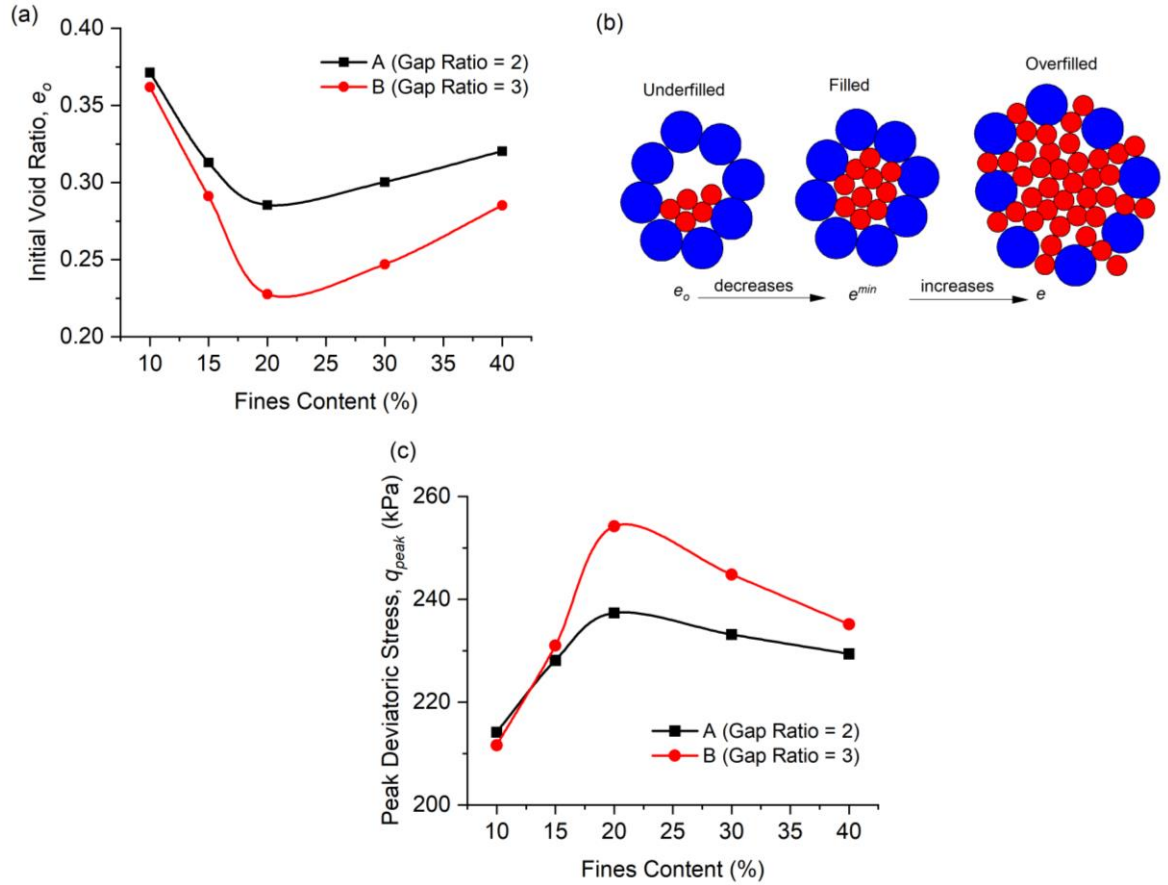 (a)
0.40
0.35
0.30
0.25
0.20
Initial Void Ratio, eₒ
A (Gap Ratio = 2)
B (Gap Ratio = 3)
10 15 20 25 30 35 40
Fines Content (%)
(b)
Underfilled
Filled
Overfilled
eₒ decreases e^min increases e
(c)
260
240
220
200
Peak Deviatoric Stress, q_peak (kPa)
A (Gap Ratio = 2)
B (Gap Ratio = 3)
10 15 20 25 30 35 40
Fines Content (%)